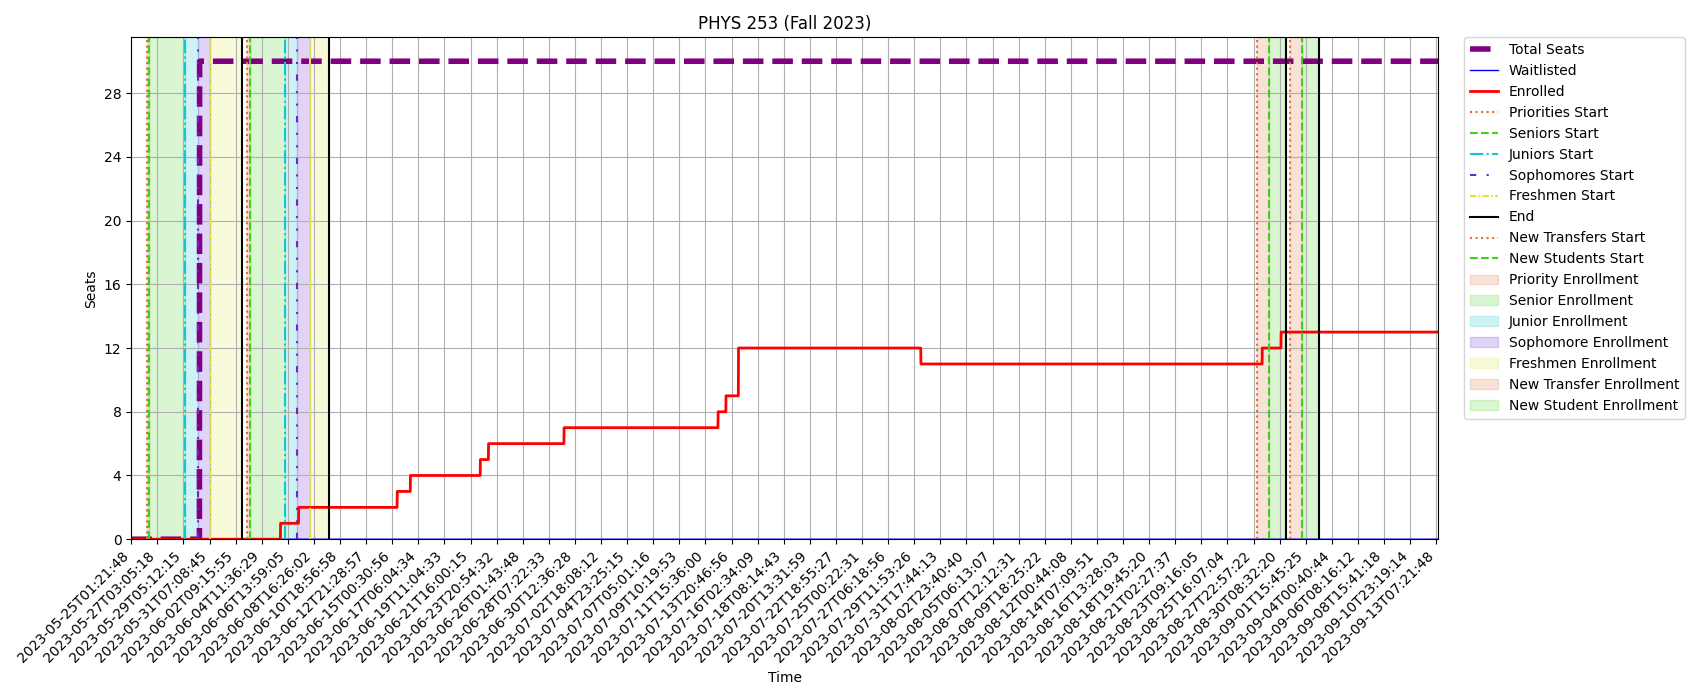 PHYS 253 (Fall 2023)
Seats
28
24
20
16
12
8
4
0
2023-05-25T01:21:48
2023-05-27T03:05:18
2023-05-29T05:12:15
2023-05-31T07:08:45
2023-06-02T09:15:55
2023-06-04T11:36:29
2023-06-06T13:59:05
2023-06-08T16:26:02
2023-06-10T18:56:58
2023-06-12T21:28:57
2023-06-15T00:30:56
2023-06-17T06:04:34
2023-06-19T11:04:33
2023-06-21T16:00:15
2023-06-23T20:54:32
2023-06-26T01:43:48
2023-06-28T07:22:33
2023-06-30T12:36:28
2023-07-02T18:08:12
2023-07-04T23:25:15
2023-07-07T05:01:16
2023-07-09T10:19:53
2023-07-11T15:36:00
2023-07-13T20:46:56
2023-07-16T02:34:09
2023-07-18T08:14:43
2023-07-20T13:31:59
2023-07-22T18:55:27
2023-07-25T00:22:31
2023-07-27T06:18:56
2023-07-29T11:53:26
2023-07-31T17:44:13
2023-08-02T23:40:40
2023-08-05T06:13:07
2023-08-07T12:12:31
2023-08-09T18:25:22
2023-08-12T00:44:08
2023-08-14T07:09:51
2023-08-16T13:28:03
2023-08-18T19:45:20
2023-08-21T02:27:37
2023-08-23T09:16:05
2023-08-25T16:07:04
2023-08-27T22:57:22
2023-08-30T08:32:20
2023-09-01T15:45:25
2023-09-04T00:40:44
2023-09-06T08:16:12
2023-09-08T15:41:18
2023-09-10T23:19:14
2023-09-13T07:21:48
Time
Total Seats
Waitlisted
Enrolled
Priorities Start
Seniors Start
Juniors Start
Sophomores Start
Freshmen Start
End
New Transfers Start
New Students Start
Priority Enrollment
Senior Enrollment
Junior Enrollment
Sophomore Enrollment
Freshmen Enrollment
New Transfer Enrollment
New Student Enrollment